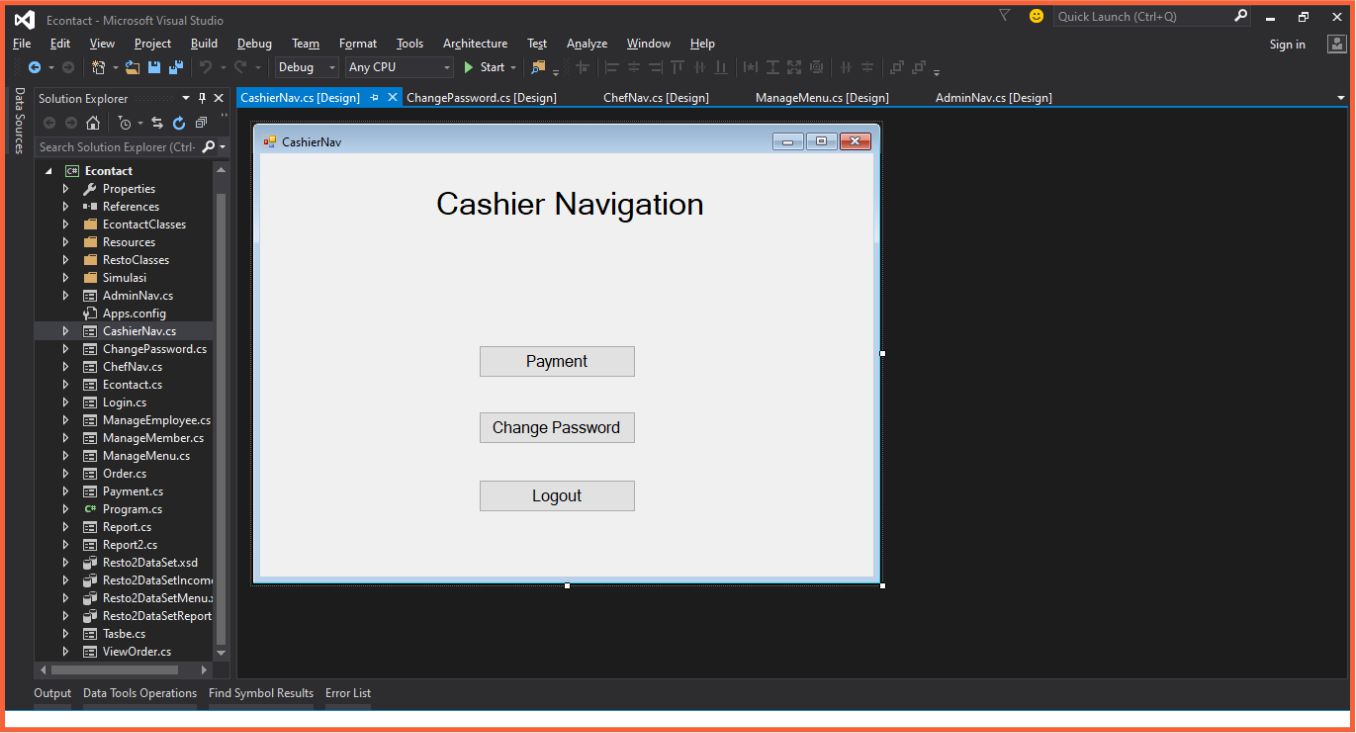 Econtact - Microsoft Visual Studio
Quick Launch (Ctrl+Q)
File Edit View Project Build Debug Team Format Tools Architecture Test Analyze Window Help
Sign in
Debug Any CPU Start
Data Sources
Solution Explorer
CashierNav.cs [Design] ChangePassword.cs [Design] ChefNav.cs [Design] ManageMenu.cs [Design] AdminNav.cs [Design]
Search Solution Explorer (Ctrl-
Econtact
Properties
References
EcontactClasses
Resources
RestoClasses
Simulasi
AdminNav.cs
Apps.config
CashierNav.cs
ChangePassword.cs
ChefNav.cs
Econtact.cs
Login.cs
ManageEmployee.cs
ManageMember.cs
ManageMenu.cs
Order.cs
Payment.cs
C# Program.cs
Report.cs
Report2.cs
Resto2DataSet.xsd
Resto2DataSetIncom
Resto2DataSetMenu.
Resto2DataSetReport
Tasbe.cs
ViewOrder.cs
CashierNav
Cashier Navigation
Payment
Change Password
Logout
Output Data Tools Operations Find Symbol Results Error List